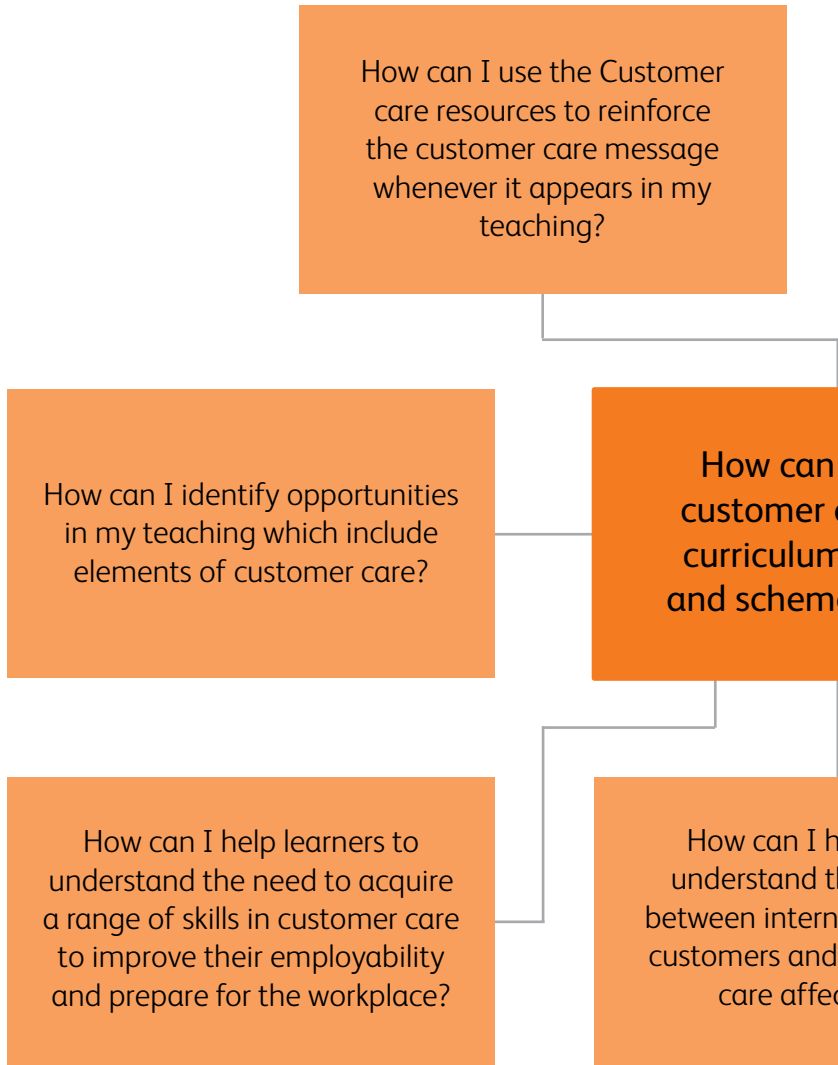 How can I use the Customer
care resources to reinforce
the customer care message
whenever it appears in my
teaching?
How can I identify opportunities
in my teaching which include
elements of customer care?
How can
customer
curriculum
and
How can I help learners to
understand the need to acquire
a range of skills in customer care
to improve their employability
and prepare for the workplace?
How can I
understand
between
customers and
care